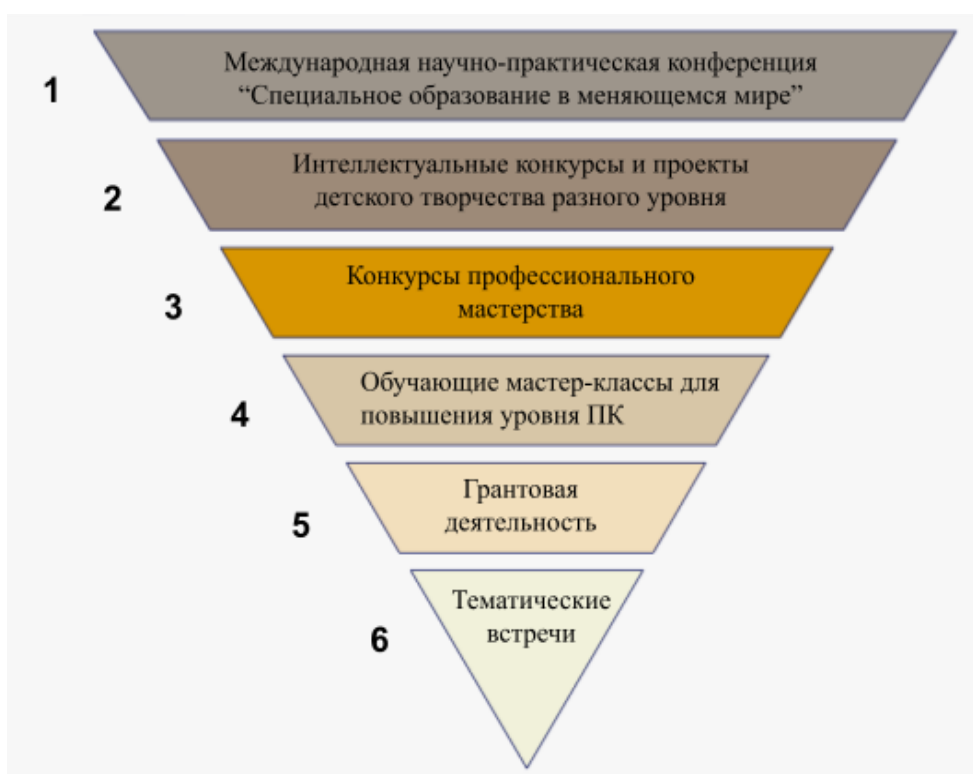 1
Международная научно-практическая конференция
“Специальное образование в меняющемся мире”
2
Интеллектуальные конкурсы и проекты
детского творчества разного уровня
3
Конкурсы профессионального
мастерства
4
Обучающие мастер-классы для
повышения уровня ПК
5
Грантовая
деятельность
6
Тематические
встречи